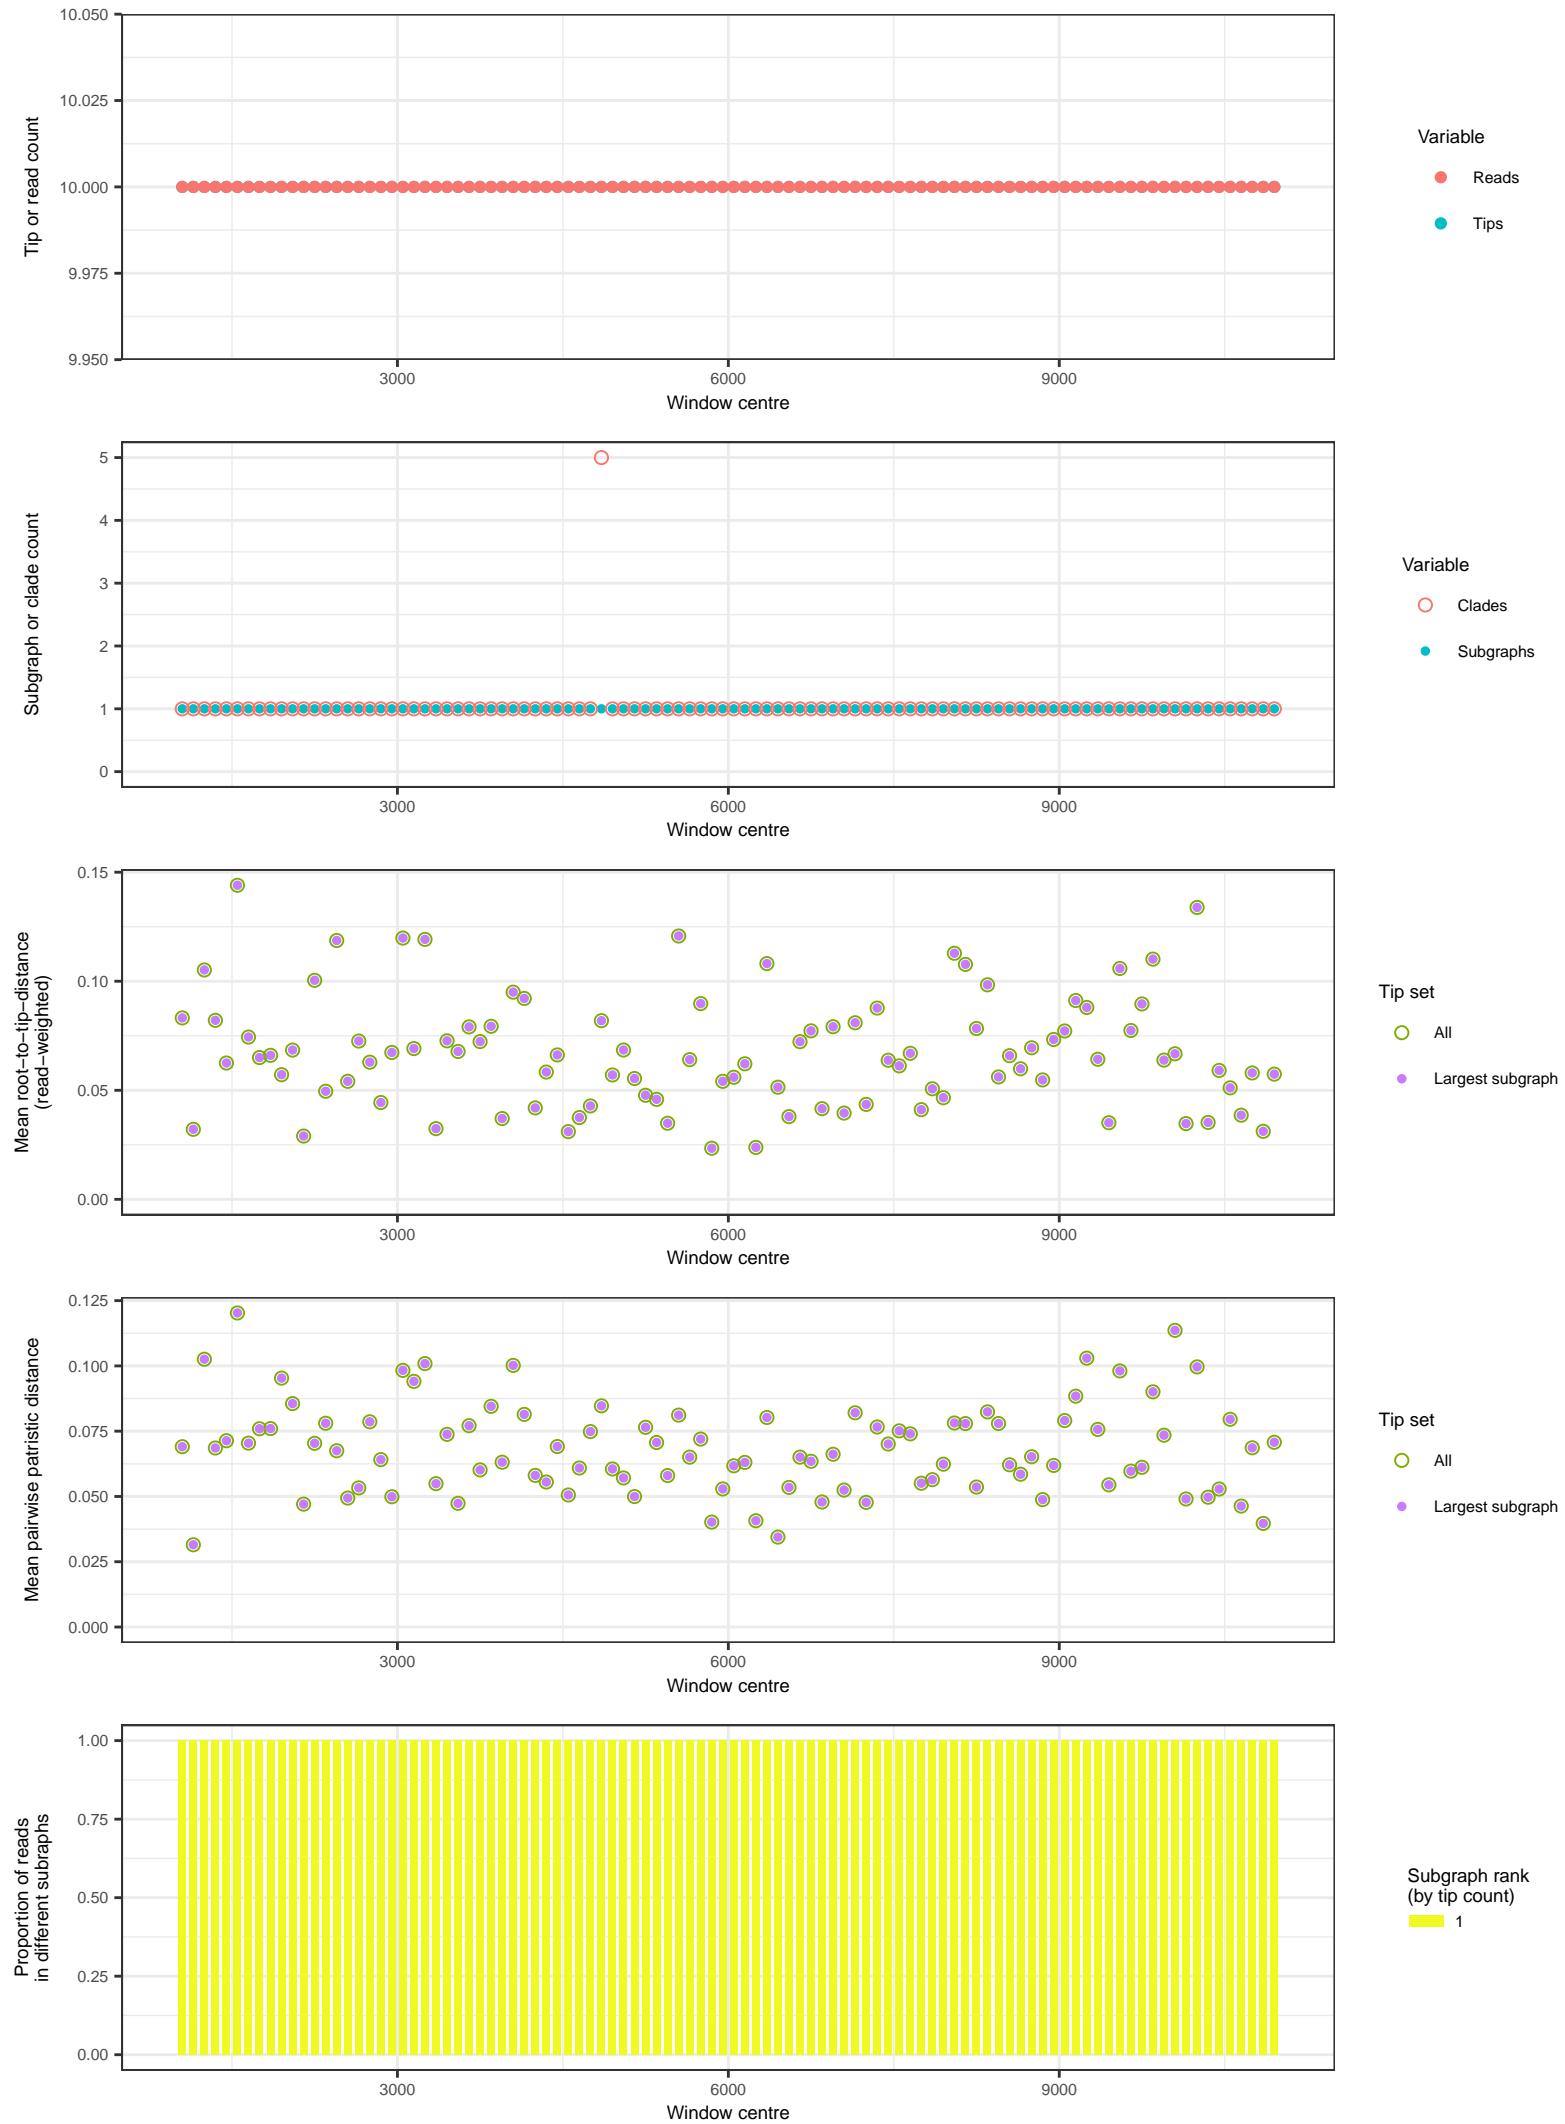 10.050
10.025
10.000
9.975
9.950
Tip or read count
3000
6000
9000
Window centre
Variable
Reads
Tips
5
4
3
2
1
0
Subgraph or clade count
3000
6000
9000
Window centre
Variable
Clades
Subgraphs
0.15
0.10
0.05
0.00
Mean root−to−tip−distance
(read−weighted)
3000
6000
9000
Window centre
Tip set
All
Largest subgraph
0.125
0.100
0.075
0.050
0.025
0.000
Mean pairwise patristic distance
3000
6000
9000
Window centre
Tip set
All
Largest subgraph
1.00
0.75
0.50
0.25
0.00
Proportion of reads
in different subraphs
3000
6000
9000
Window centre
Subgraph rank
(by tip count)
1